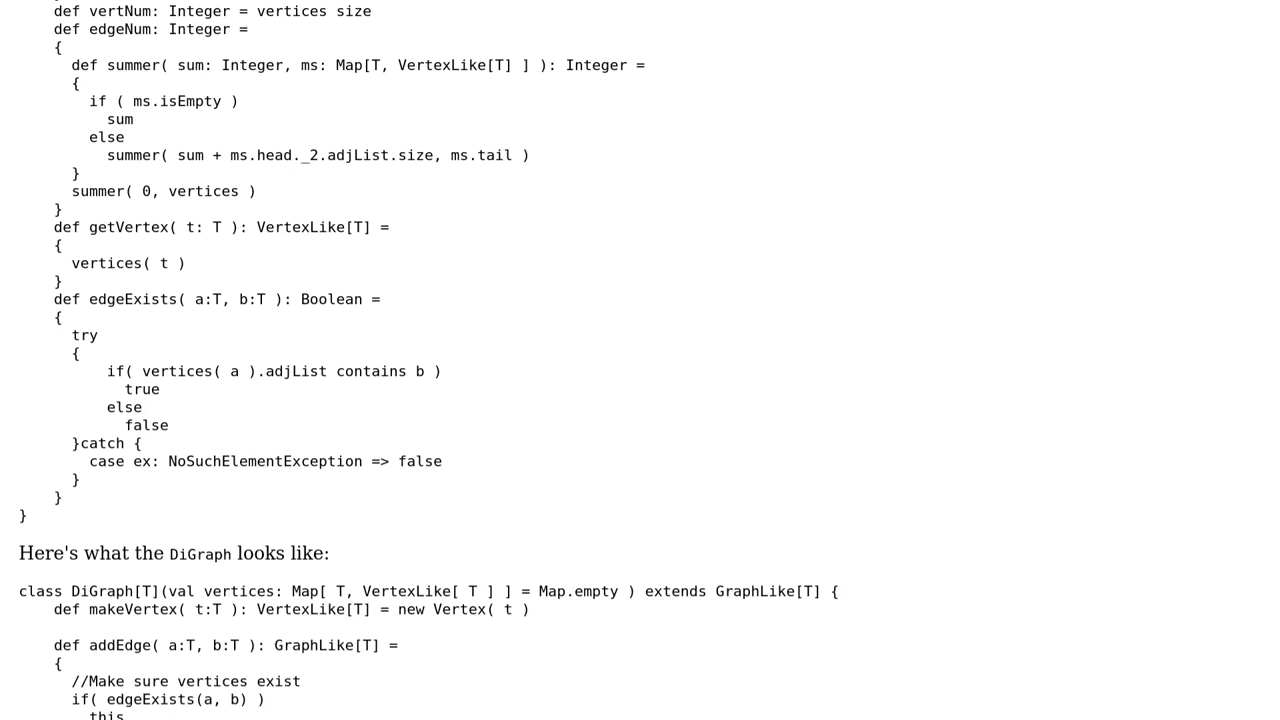 def vertNum: Integer = vertices size
def edgeNum: Integer =
{
def summer( sum: Integer, ms: Map[T, VertexLike[T] ] ): Integer =
{
if ( ms.isEmpty )
sum
else
summer( sum + ms.head._2.adjList.size, ms.tail )
}
summer( 0, vertices )
}
def getVertex( t: T ): VertexLike[T] =
{
vertices( t )
}
def edgeExists( a:T, b:T ): Boolean =
{
try
{
if( vertices( a ).adjList contains b )
true
else
false
}catch {
case ex: NoSuchElementException => false
}
}
}
Here's what the DiGraph looks like:
class DiGraph[T](val vertices: Map[ T, VertexLike[ T ] ] = Map.empty ) extends GraphLike[T] {
def makeVertex( t:T ): VertexLike[T] = new Vertex( t )
def addEdge( a:T, b:T ): GraphLike[T] =
{
//Make sure vertices exist
if( edgeExists(a, b) )
this